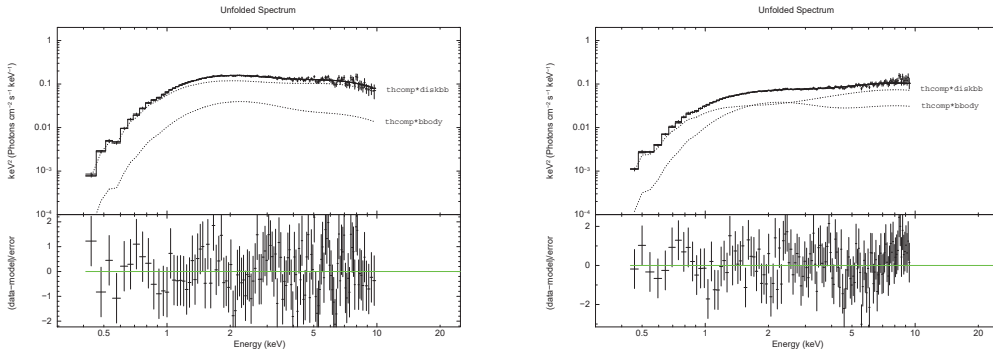 Unfolded Spectrum
keV² (Photons cm⁻² s⁻¹ keV⁻¹)
1
0.1
0.01
10⁻³
10⁻⁴
thcomp*diskbb
thcomp*bbody
(data−model)/error
2
1
0
−1
−2
0.5
1
2
5
10
20
Energy (keV)
Unfolded Spectrum
keV² (Photons cm⁻² s⁻¹ keV⁻¹)
1
0.1
0.01
10⁻³
10⁻⁴
thcomp*diskbb
thcomp*bbody
(data−model)/error
2
0
−2
0.5
1
2
5
10
20
Energy (keV)